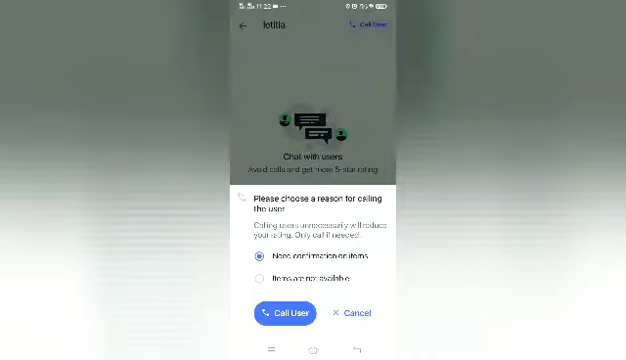 11:22
letitia
Call User
Chat with users
Avoid calls and get more 5-star rating
Please choose a reason for calling
the user
Calling users unnecessarily will reduce
your rating. Only call if needed.
Need confirmation on items
Items are not available
Call User
Cancel